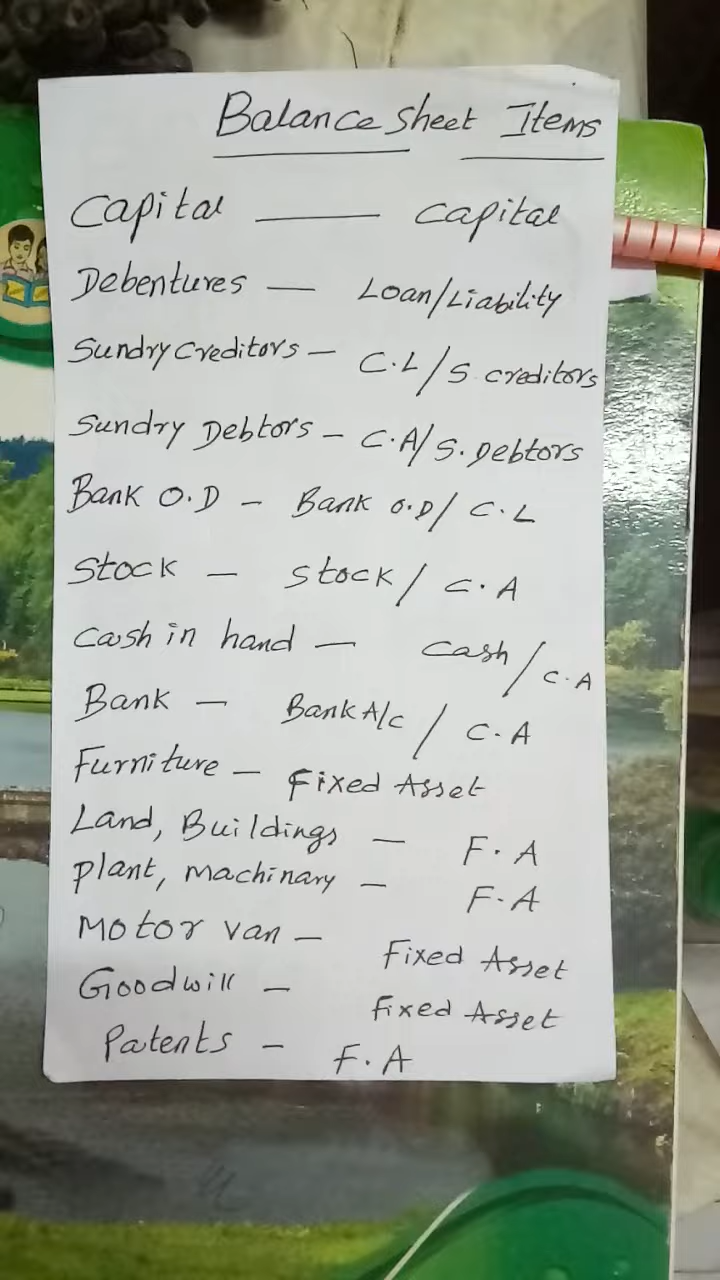 Balance Sheet Items
Capital — Capital
Debentures — Loan/Liability
Sundry Creditors — C.L/S. creditors
Sundry Debtors — C.A/S. Debtors
Bank O.D — Bank O.D/ C.L
Stock — Stock/ C.A
Cash in hand — Cash/C.A
Bank — Bank A/c / C.A
Furniture — Fixed Asset
Land, Buildings — F.A
Plant, Machinary — F.A
Motor van — Fixed Asset
Goodwill — Fixed Asset
Patents — F.A